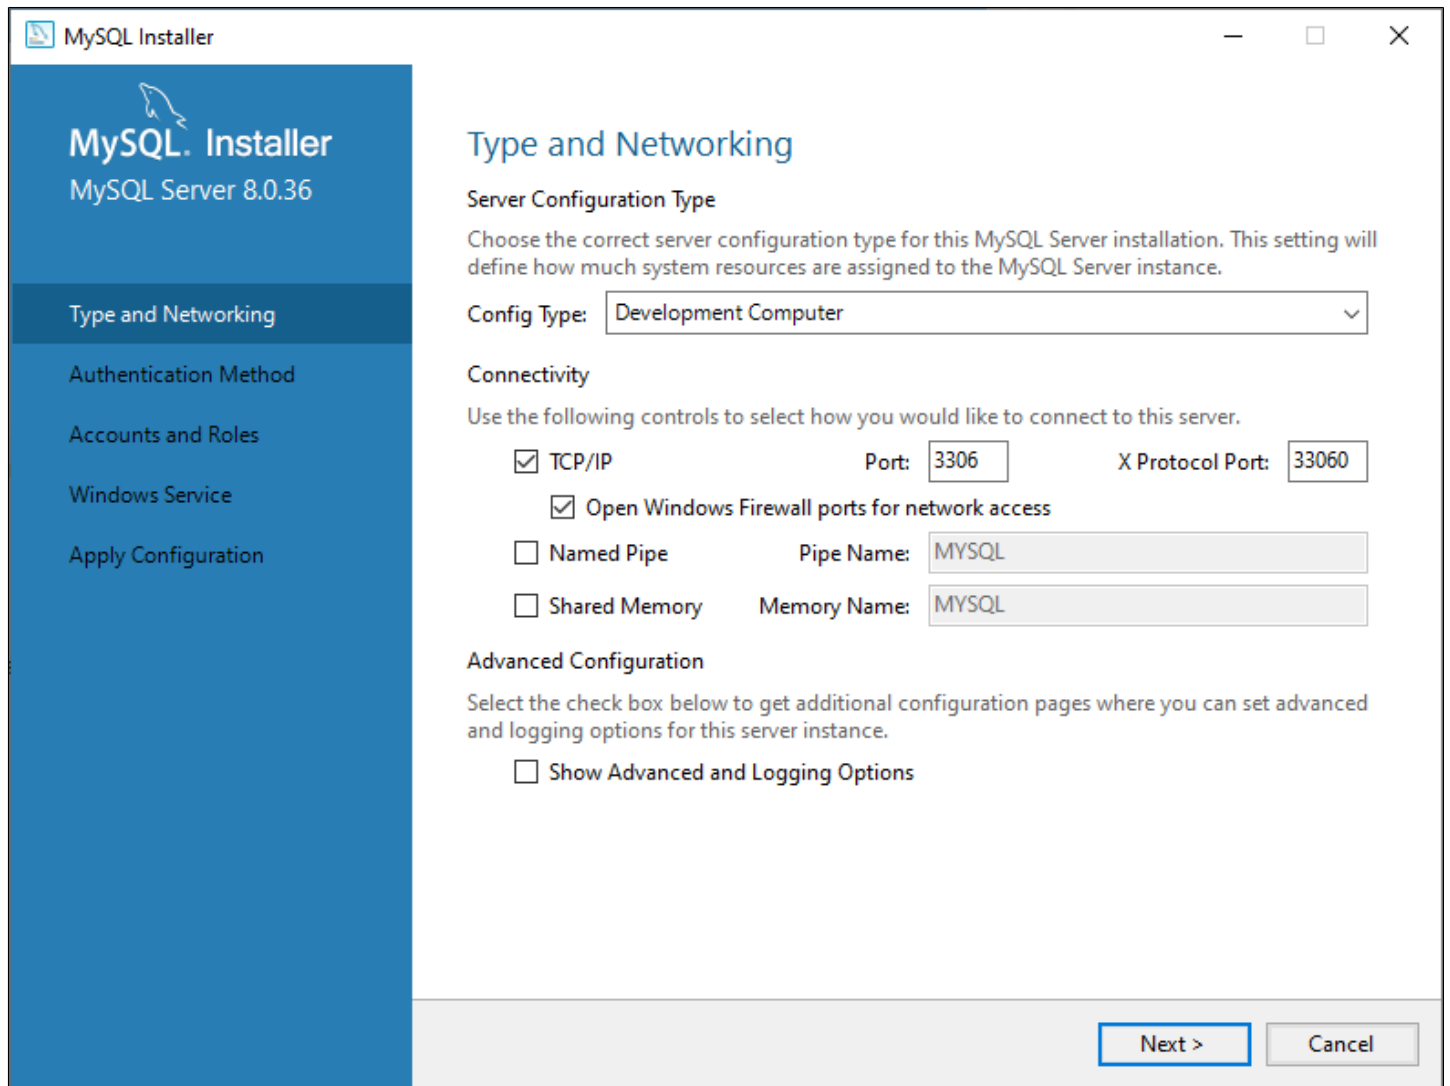 MySQL Installer
MySQL. Installer
MySQL Server 8.0.36
Type and Networking
Authentication Method
Accounts and Roles
Windows Service
Apply Configuration
Type and Networking
Server Configuration Type
Choose the correct server configuration type for this MySQL Server installation. This setting will
define how much system resources are assigned to the MySQL Server instance.
Config Type: Development Computer
Connectivity
Use the following controls to select how you would like to connect to this server.
TCP/IP Port: 3306 X Protocol Port: 33060
Open Windows Firewall ports for network access
Named Pipe Pipe Name: MYSQL
Shared Memory Memory Name: MYSQL
Advanced Configuration
Select the check box below to get additional configuration pages where you can set advanced
and logging options for this server instance.
Show Advanced and Logging Options
Next > Cancel